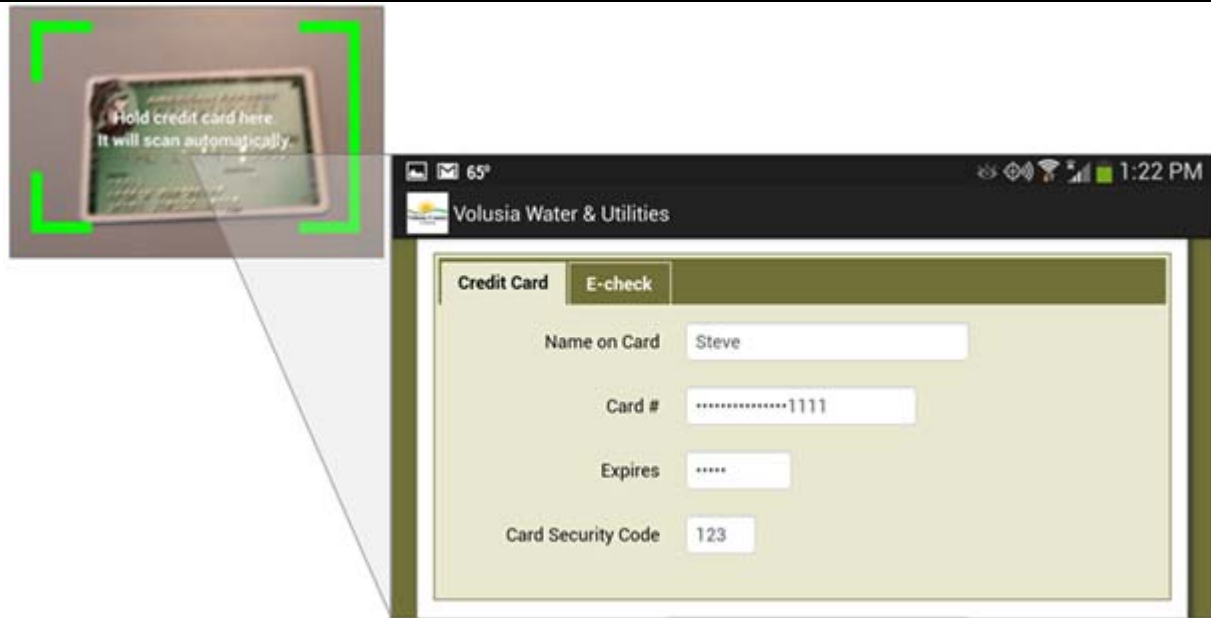 Hold credit card here.
It will scan automatically.
65°
1:22 PM
Volusia Water & Utilities
Credit Card
E-check
Name on Card
Steve
Card #
•••••••••••••••1111
Expires
•••••
Card Security Code
123